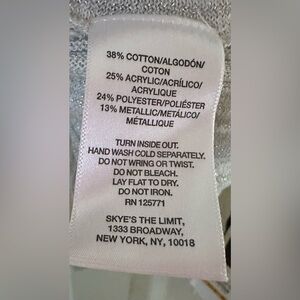 38% COTTON/ALGODÓN/
COTON
25% ACRYLIC/ACRÍLICO/
ACRYLIQUE
24% POLYESTER/POLIÉSTER
13% METALLIC/METÁLICO/
MÉTALLIQUE
TURN INSIDE OUT.
HAND WASH COLD SEPARATELY.
DO NOT WRING OR TWIST.
DO NOT BLEACH.
LAY FLAT TO DRY.
DO NOT IRON.
RN 125771
SKYE'S THE LIMIT,
1333 BROADWAY,
NEW YORK, NY, 10018